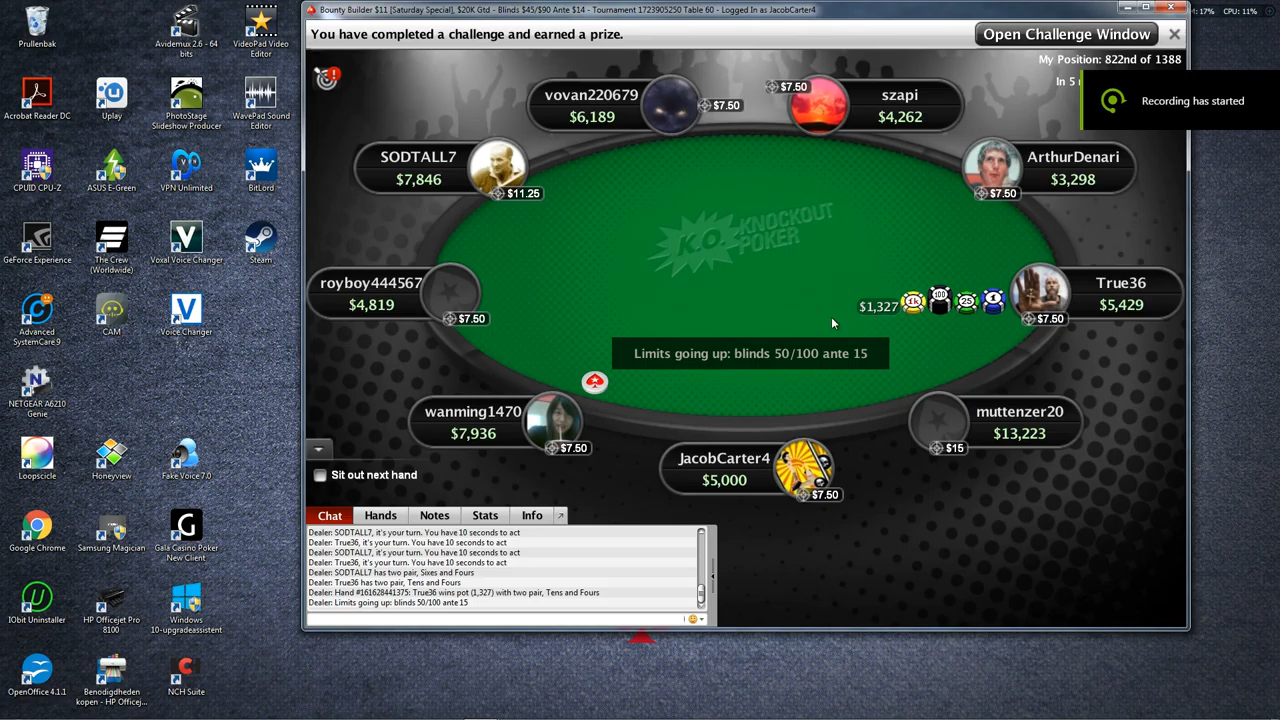 Bounty Builder $11 [Saturday Special], $20K Gtd - Blinds $45/$90 Ante $14 - Tournament 1723905250 Table 60 - Logged In as JacobCarter4
4: 17% CPU: 11%
You have completed a challenge and earned a prize.
Open Challenge Window
My Position: 822nd of 1388
In 5
Recording has started
vovan220679
$6,189
$7.50
$7.50
szapi
$4,262
SODTALL7
$7,846
$11.25
ArthurDenari
$3,298
$7.50
K.O. KNOCKOUT
POKER
royboy444567
$4,819
$7.50
$1,327
1k
100
25
1
True36
$5,429
$7.50
Limits going up: blinds 50/100 ante 15
wanming1470
$7,936
$7.50
JacobCarter4
$5,000
$7.50
muttenzer20
$13,223
$15
Sit out next hand
Chat
Hands
Notes
Stats
Info
Dealer: SODTALL7, it's your turn. You have 10 seconds to act
Dealer: True36, it's your turn. You have 10 seconds to act
Dealer: SODTALL7, it's your turn. You have 10 seconds to act
Dealer: True36, it's your turn. You have 10 seconds to act
Dealer: SODTALL7 has two pair, Sixes and Fours
Dealer: True36 has two pair, Tens and Fours
Dealer: Hand #161628441375: True36 wins pot (1,327) with two pair, Tens and Fours
Dealer: Limits going up: blinds 50/100 ante 15
Prullenbak
Avidemux 2.6 - 64
bits
VideoPad Video
Editor
Acrobat Reader DC
Uplay
PhotoStage
Slideshow Producer
WavePad Sound
Editor
CPUID CPU-Z
ASUS E-Green
VPN Unlimited
BitLord
GeForce Experience
The Crew
(Worldwide)
Voxal Voice Changer
Steam
Advanced
SystemCare 9
CAM
Voice Changer
NETGEAR A6210
Genie
Loopscicle
Honeyview
Fake Voice 7.0
Google Chrome
Samsung Magician
Gala Casino Poker
New Client
IObit Uninstaller
HP Officejet Pro
8100
Windows
10-upgradeassistent
OpenOffice 4.1.1
Benodigdheden
kopen - HP Officej...
NCH Suite